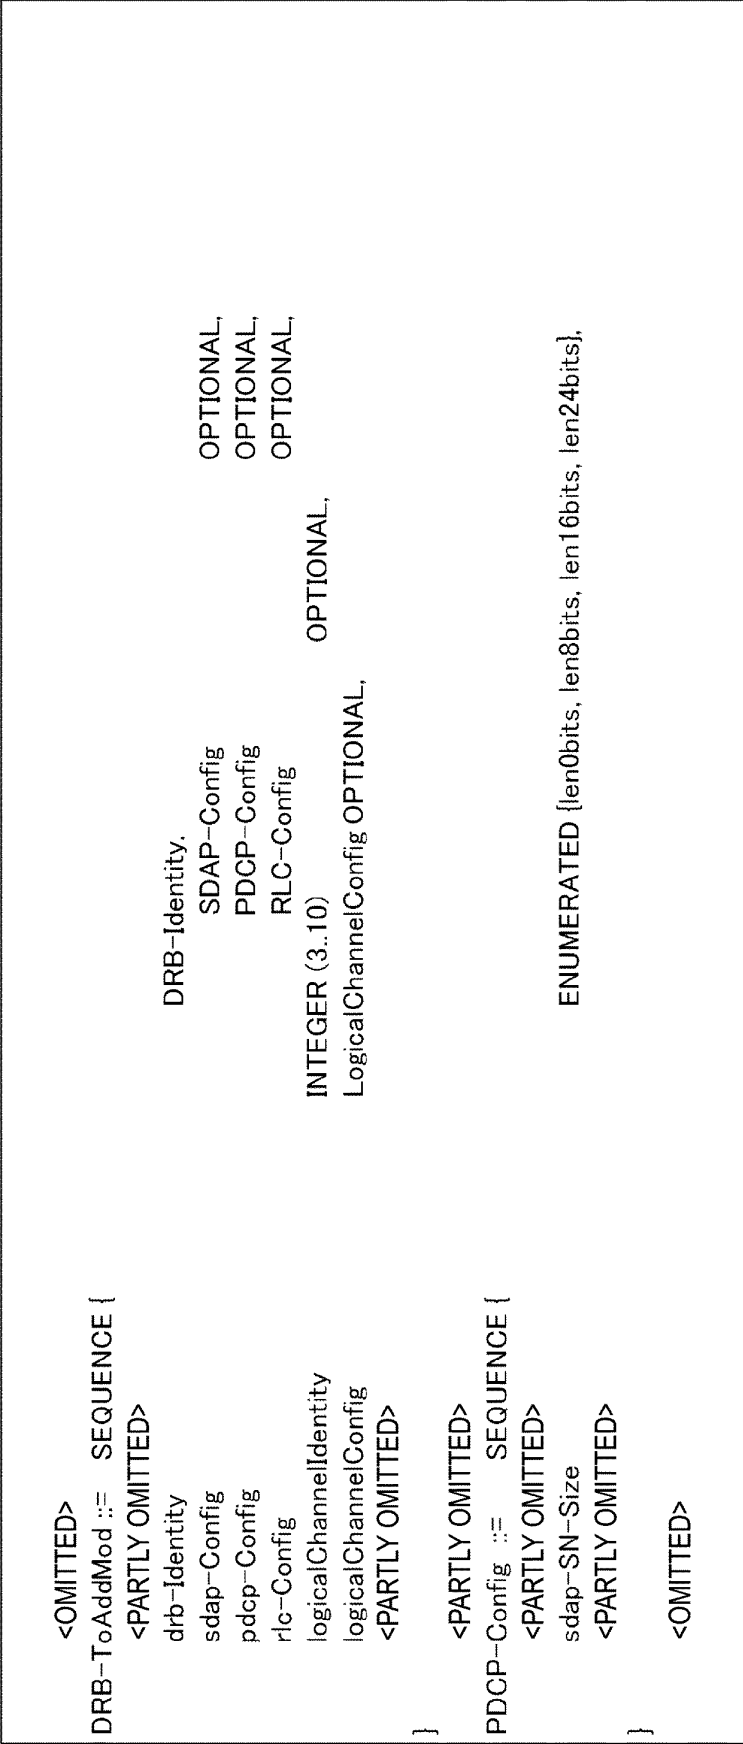 <OMITTED>
DRB-ToAddMod ::= SEQUENCE {
<PARTLY OMITTED>
drb-Identity DRB-Identity,
sdap-Config SDAP-Config OPTIONAL,
pdcp-Config PDCP-Config OPTIONAL,
rlc-Config RLC-Config OPTIONAL,
logicalChannelIdentity INTEGER (3..10) OPTIONAL,
logicalChannelConfig LogicalChannelConfig OPTIONAL,
<PARTLY OMITTED>
}
<PARTLY OMITTED>
PDCP-Config ::= SEQUENCE {
<PARTLY OMITTED>
sdap-SN-Size ENUMERATED {len0bits, len8bits, len16bits, len24bits},
<PARTLY OMITTED>
}
<OMITTED>